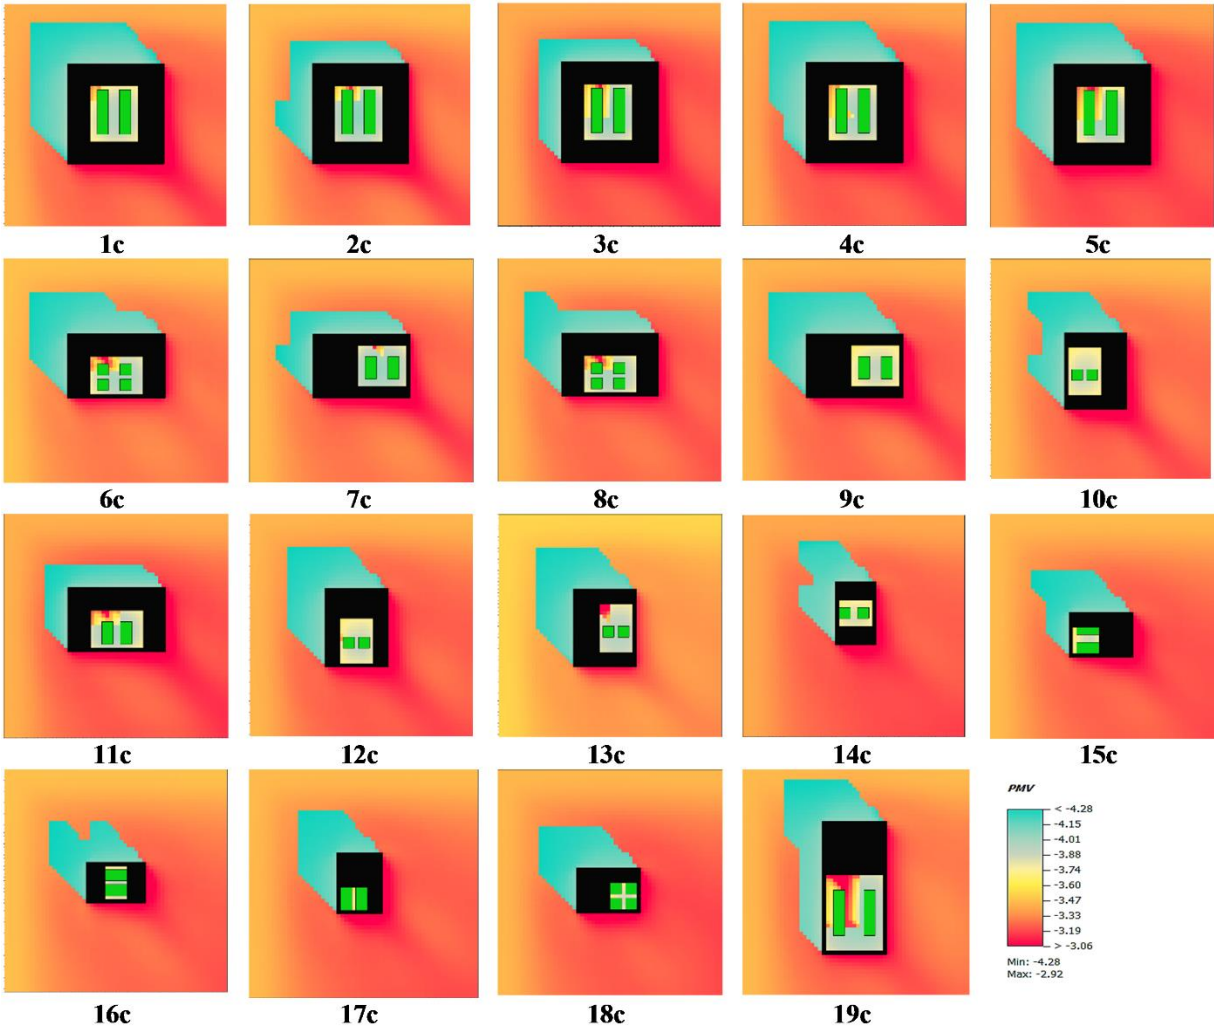 1c
2c
3c
4c
5c
6c
7c
8c
9c
10c
11c
12c
13c
14c
15c
16c
17c
18c
19c
PMV
< -4.28
-4.15
-4.01
-3.88
-3.74
-3.60
-3.47
-3.33
-3.19
> -3.06
Min: -4.28
Max: -2.92